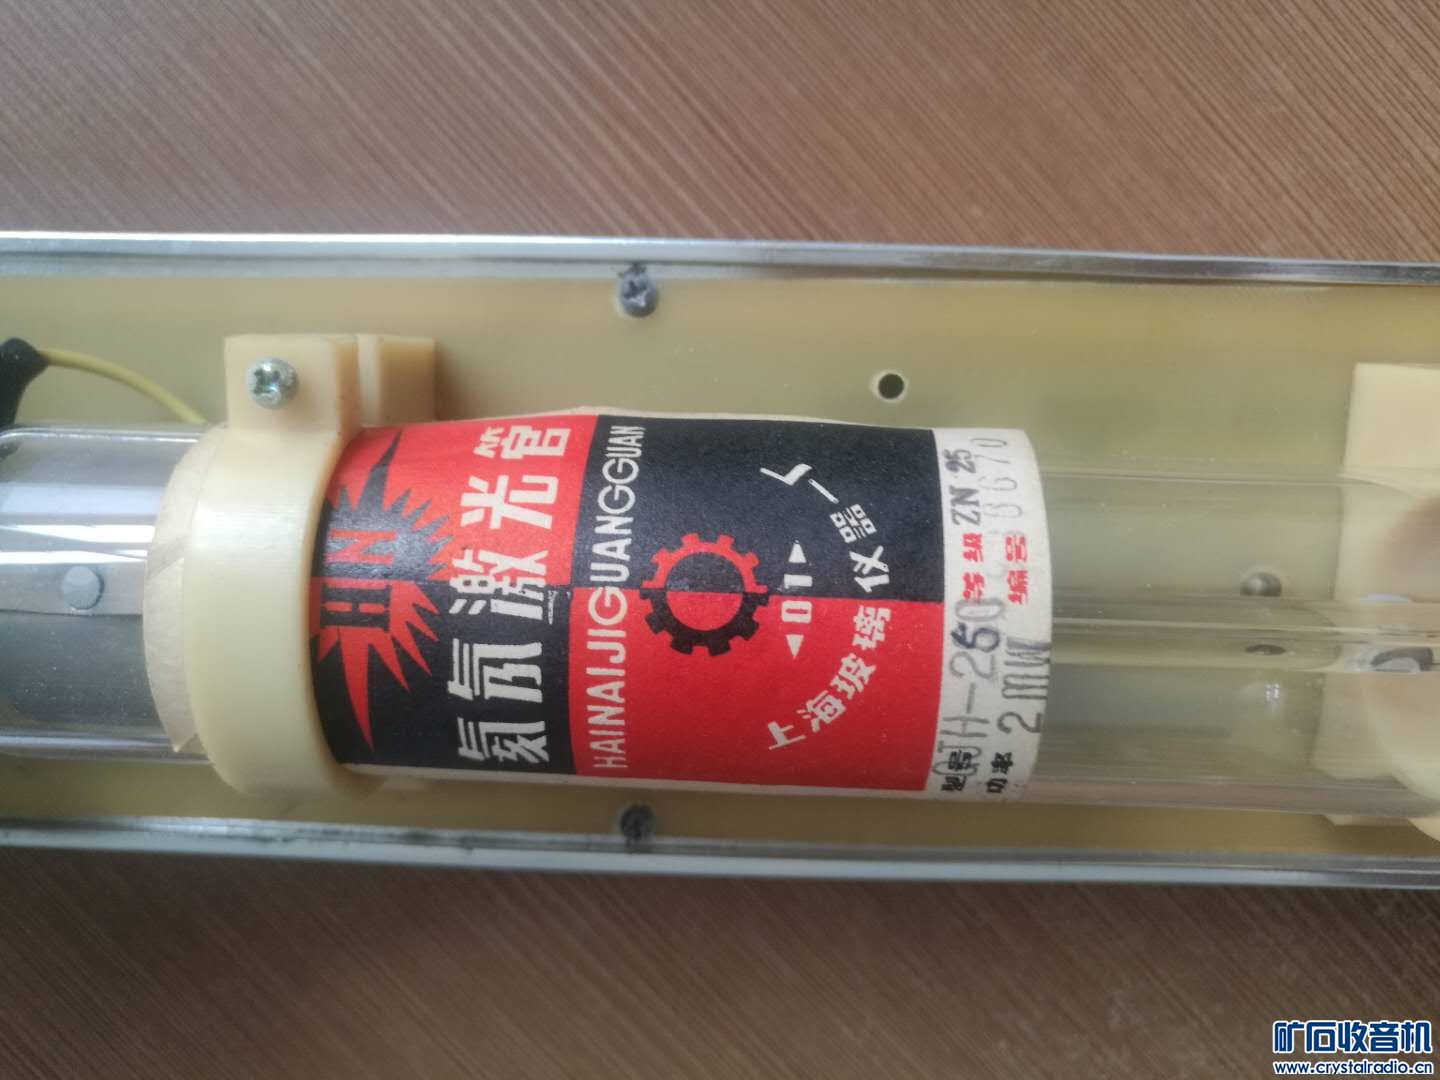 HN
氦氖激光管
HAINAIJIGUANGGUAN
◀01▶
上海玻璃仪器一厂
型号 QJH-250 等级 ZN 25
功率 2mW 编号
矿石收音机
www.crystalradio.cn